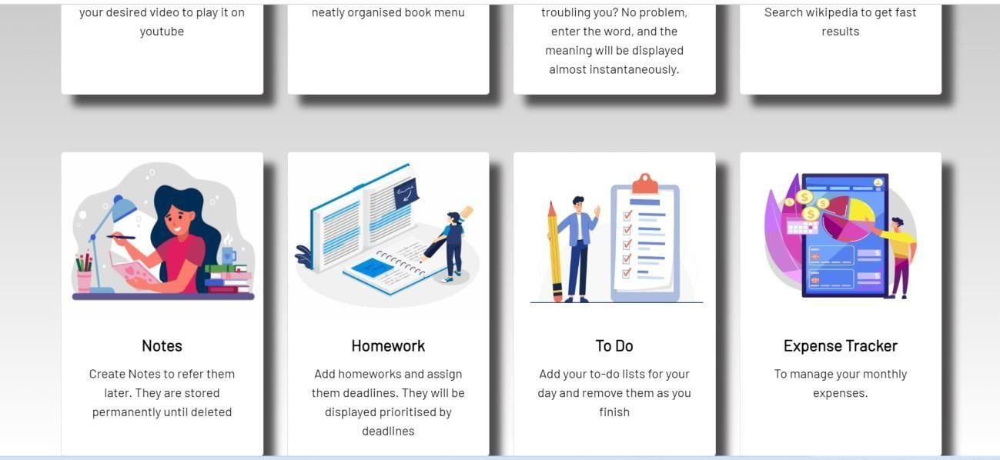 your desired video to play it on
youtube
neatly organised book menu
troubling you? No problem,
enter the word, and the
meaning will be displayed
almost instantaneously.
Search wikipedia to get fast
results
Notes
Create Notes to refer them
later. They are stored
permanently until deleted
Homework
Add homeworks and assign
them deadlines. They will be
displayed prioritised by
deadlines
To Do
Add your to-do lists for your
day and remove them as you
finish
Expense Tracker
To manage your monthly
expenses.